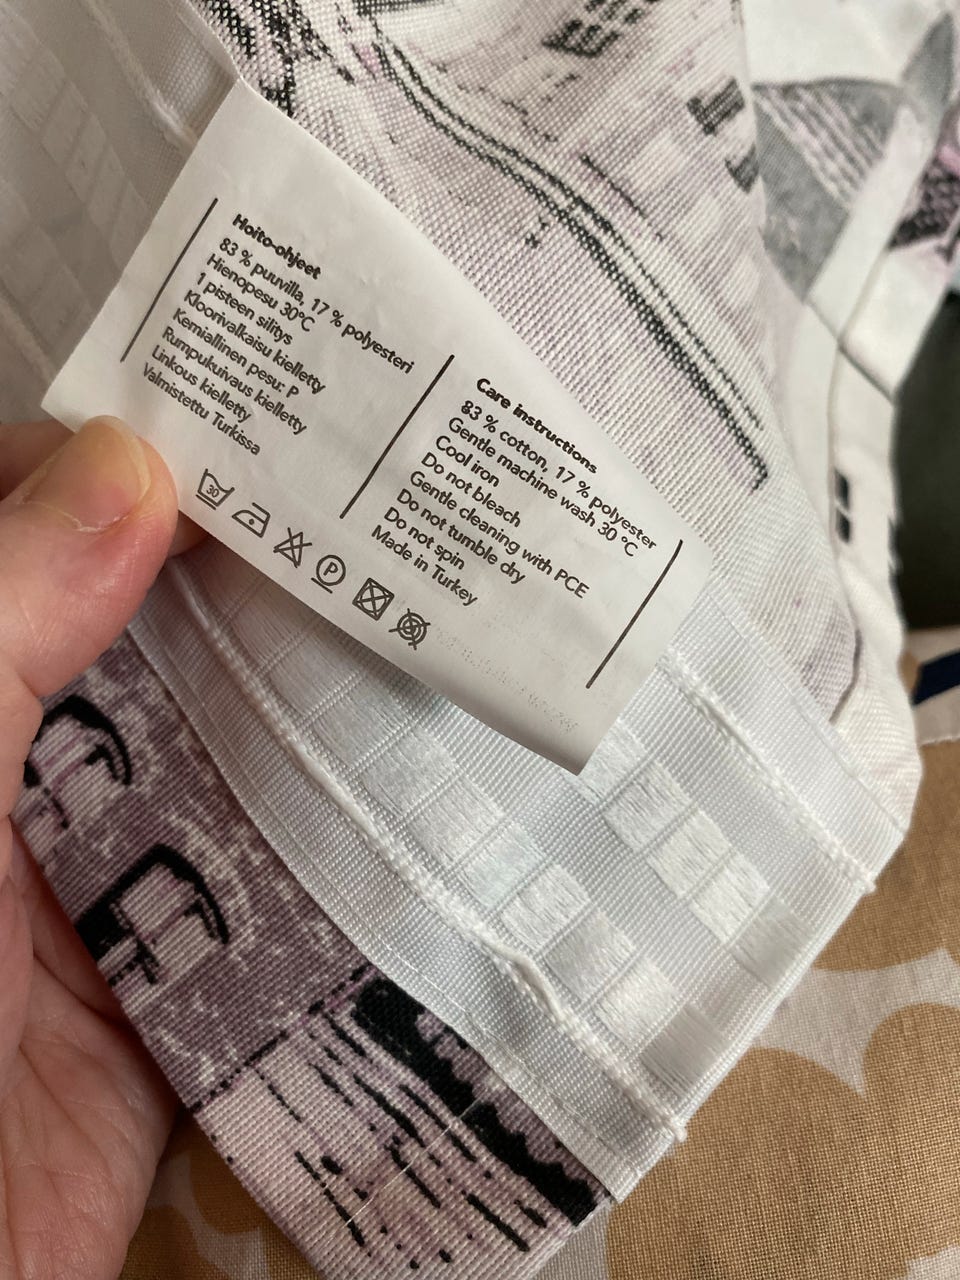 Hoito-ohjeet
83 % puuvilla, 17 % polyesteri
Hienopesu 30°C
1 pisteen silitys
Kloorivalkaisu kielletty
Kemiallinen pesu: P
Rumpukuivaus kielletty
Linkous kielletty
Valmistettu Turkissa
30
P
Care instructions
83 % cotton, 17 % polyester
Gentle machine wash 30 °C
Cool iron
Do not bleach
Gentle cleaning with PCE
Do not tumble dry
Do not spin
Made in Turkey